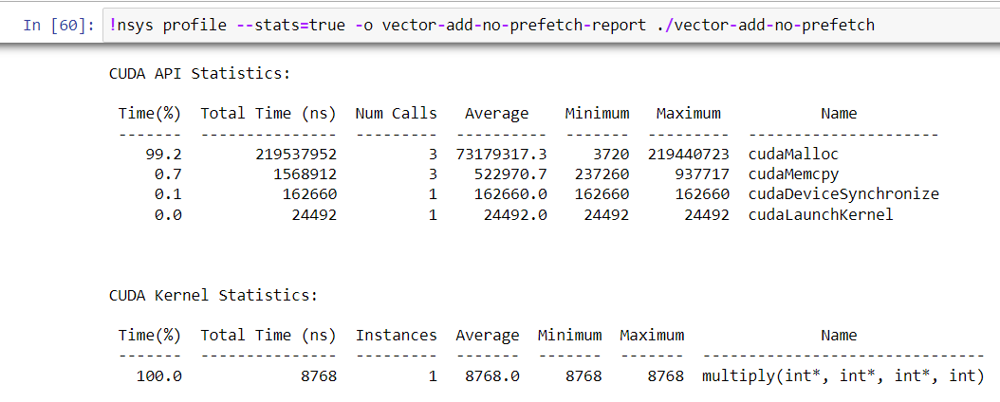 In [60]: !nsys profile --stats=true -o vector-add-no-prefetch-report ./vector-add-no-prefetch
CUDA API Statistics:
Time(%) Total Time (ns) Num Calls Average Minimum Maximum Name
------- --------------- --------- ---------- ------- --------- ---------------------
99.2 219537952 3 73179317.3 3720 219440723 cudaMalloc
0.7 1568912 3 522970.7 237260 937717 cudaMemcpy
0.1 162660 1 162660.0 162660 162660 cudaDeviceSynchronize
0.0 24492 1 24492.0 24492 24492 cudaLaunchKernel
CUDA Kernel Statistics:
Time(%) Total Time (ns) Instances Average Minimum Maximum Name
------- --------------- --------- ------- ------- ------- -------------------------------
100.0 8768 1 8768.0 8768 8768 multiply(int*, int*, int*, int)